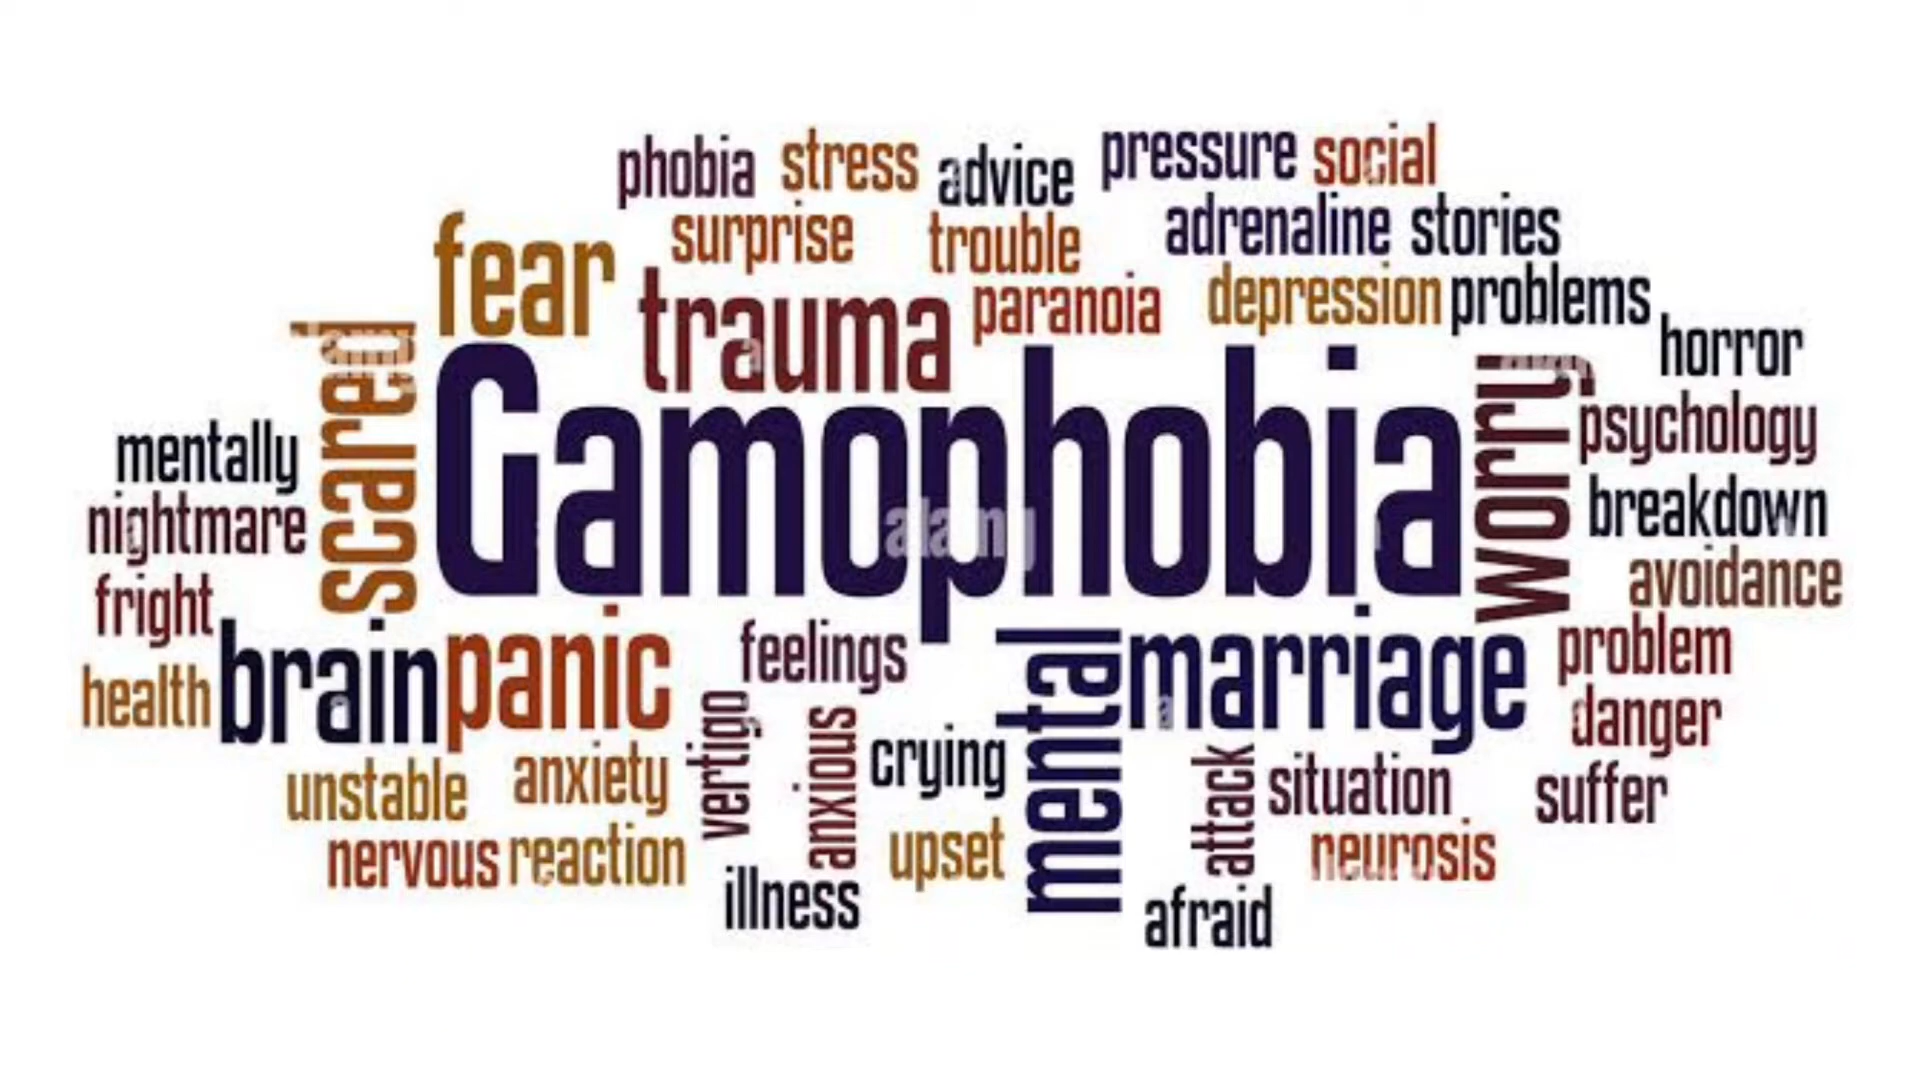 phobia stress advice pressure social
surprise trouble adrenaline stories
fear trauma paranoia depression problems
horror
scared Gamophobia worry psychology
mentally
nightmare breakdown
fright avoidance
health brain panic feelings mental marriage problem
danger
unstable anxiety vertigo anxious crying attack situation suffer
nervous reaction upset neurosis
illness afraid
alamy